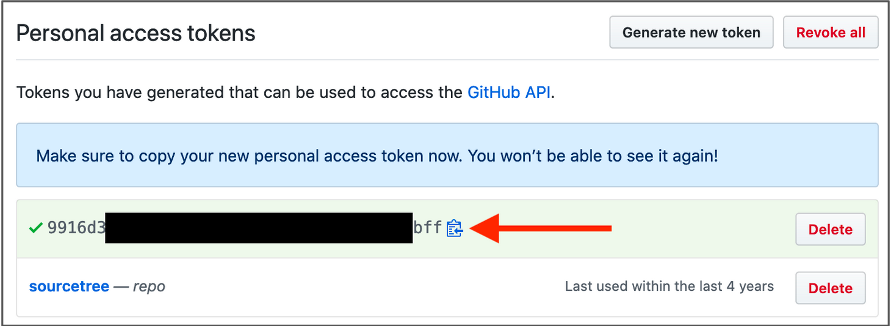 Personal access tokens
Generate new token
Revoke all
Tokens you have generated that can be used to access the GitHub API.
Make sure to copy your new personal access token now. You won’t be able to see it again!
9916d3
bff
Delete
sourcetree — repo
Last used within the last 4 years
Delete